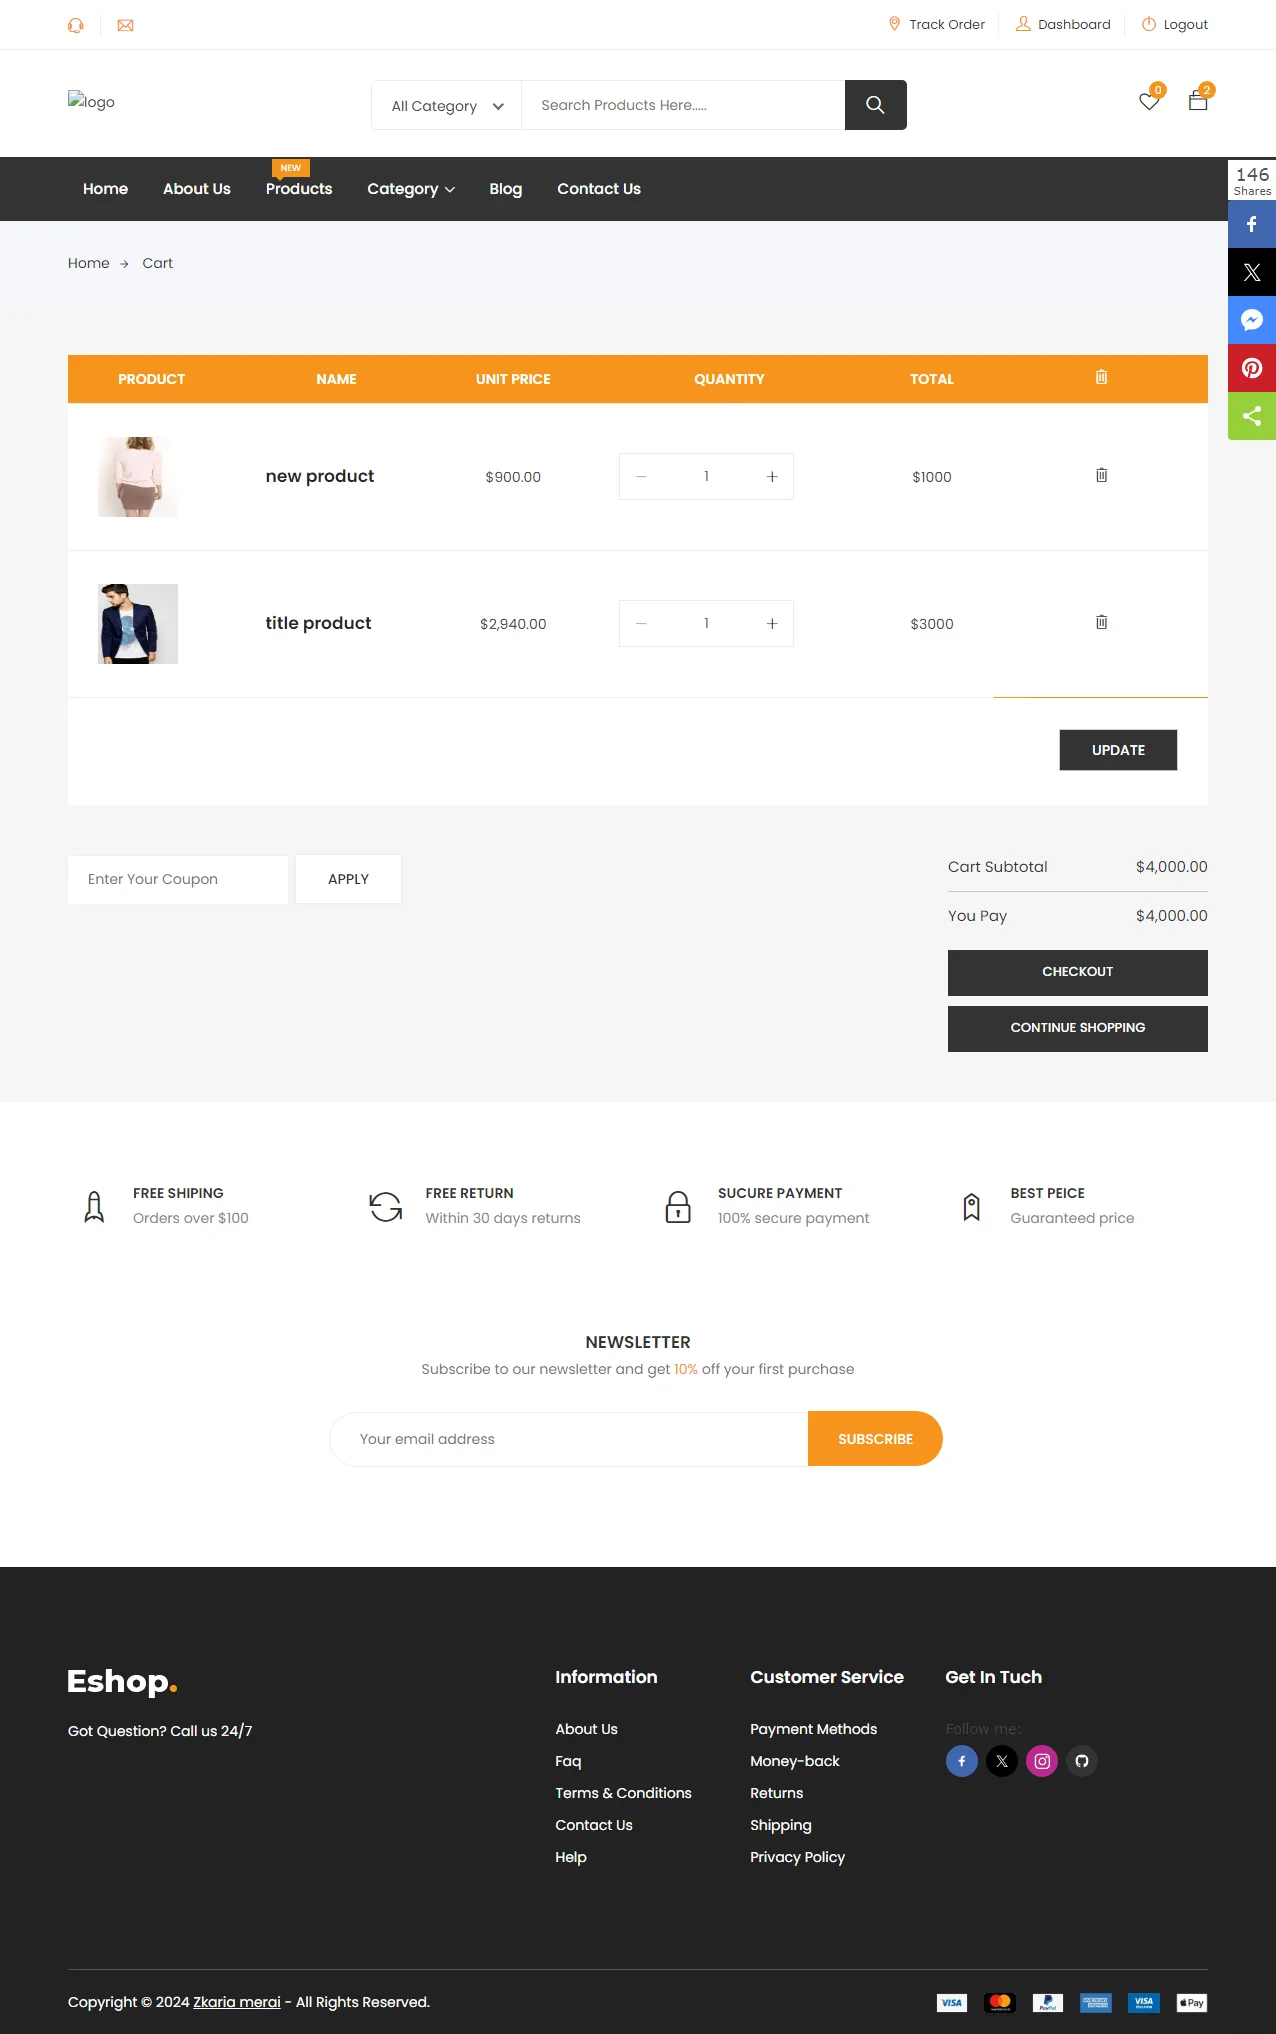 Track Order
Dashboard
Logout
logo
All Category
Search Products Here.....
0
2
NEW
Home
About Us
Products
Category
Blog
Contact Us
146
Shares
Home
Cart
PRODUCT
NAME
UNIT PRICE
QUANTITY
TOTAL
new product
$900.00
1
$1000
title product
$2,940.00
1
$3000
UPDATE
Enter Your Coupon
APPLY
Cart Subtotal
$4,000.00
You Pay
$4,000.00
CHECKOUT
CONTINUE SHOPPING
FREE SHIPING
Orders over $100
FREE RETURN
Within 30 days returns
SUCURE PAYMENT
100% secure payment
BEST PEICE
Guaranteed price
NEWSLETTER
Subscribe to our newsletter and get 10% off your first purchase
Your email address
SUBSCRIBE
Eshop.
Got Question? Call us 24/7
Information
About Us
Faq
Terms & Conditions
Contact Us
Help
Customer Service
Payment Methods
Money-back
Returns
Shipping
Privacy Policy
Get In Tuch
Follow me:
Copyright © 2024 Zkaria merai - All Rights Reserved.
VISA
PayPal
VISA
Pay